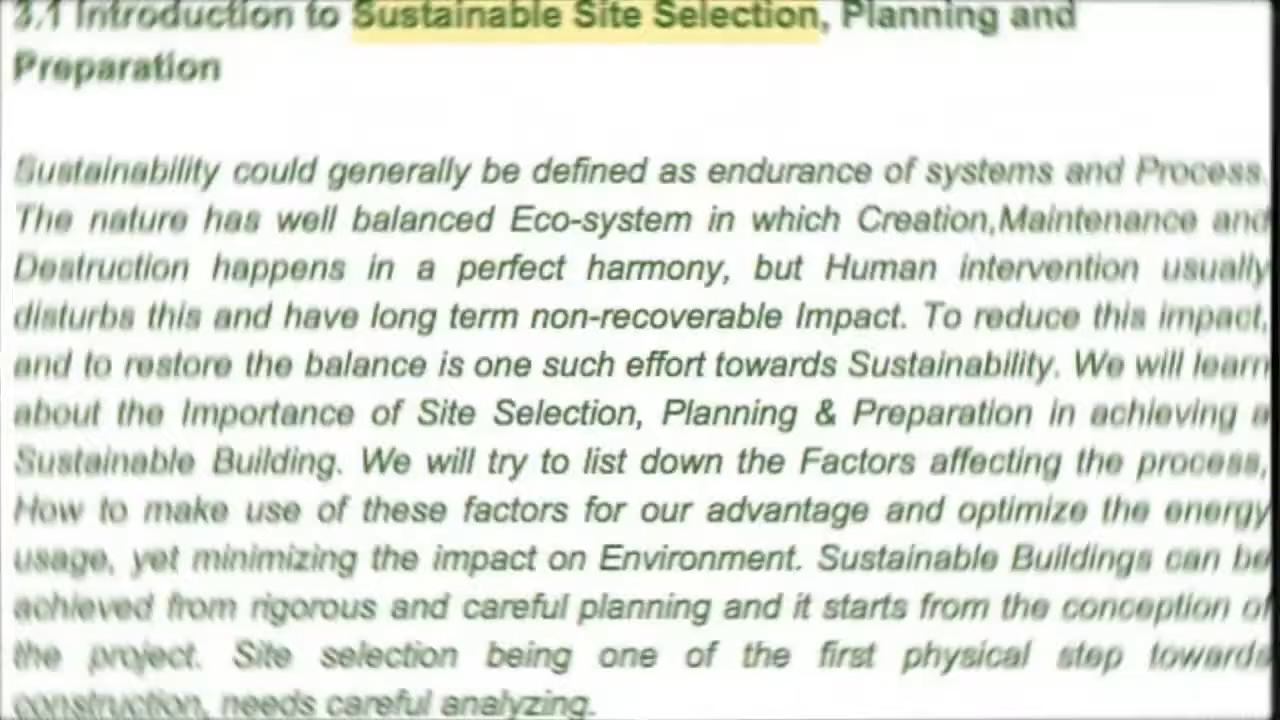 3.1 Introduction to Sustainable Site Selection, Planning and
Preparation
Sustainability could generally be defined as endurance of systems and Process.
The nature has well balanced Eco-system in which Creation,Maintenance and
Destruction happens in a perfect harmony, but Human intervention usually
disturbs this and have long term non-recoverable Impact. To reduce this impact,
and to restore the balance is one such effort towards Sustainability. We will learn
about the Importance of Site Selection, Planning & Preparation in achieving a
Sustainable Building. We will try to list down the Factors affecting the process,
How to make use of these factors for our advantage and optimize the energy
usage, yet minimizing the impact on Environment. Sustainable Buildings can be
achieved from rigorous and careful planning and it starts from the conception of
the project. Site selection being one of the first physical step towards
construction, needs careful analyzing.